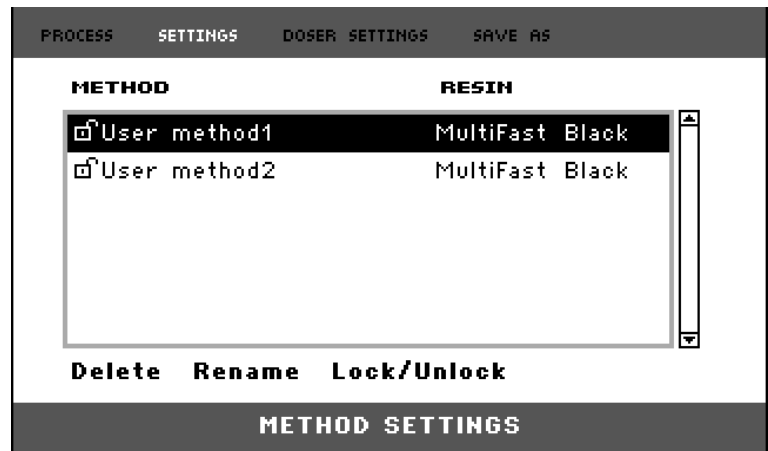 PROCESS SETTINGS DOSER SETTINGS SAVE AS
METHOD RESIN
User method1 MultiFast Black
User method2 MultiFast Black
Delete Rename Lock/Unlock
METHOD SETTINGS